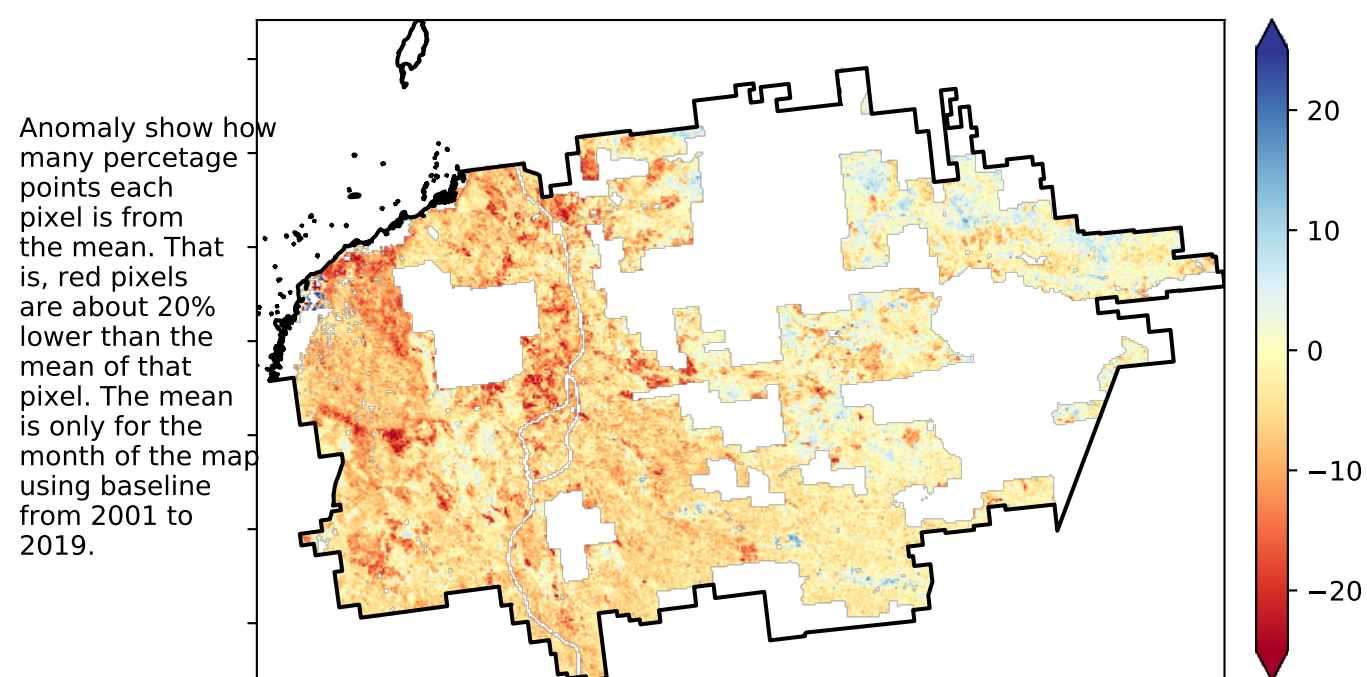 Anomaly show how
many percetage
points each
pixel is from
the mean. That
is, red pixels
are about 20%
lower than the
mean of that
pixel. The mean
is only for the
month of the map
using baseline
from 2001 to
2019.
20
10
0
−10
−20